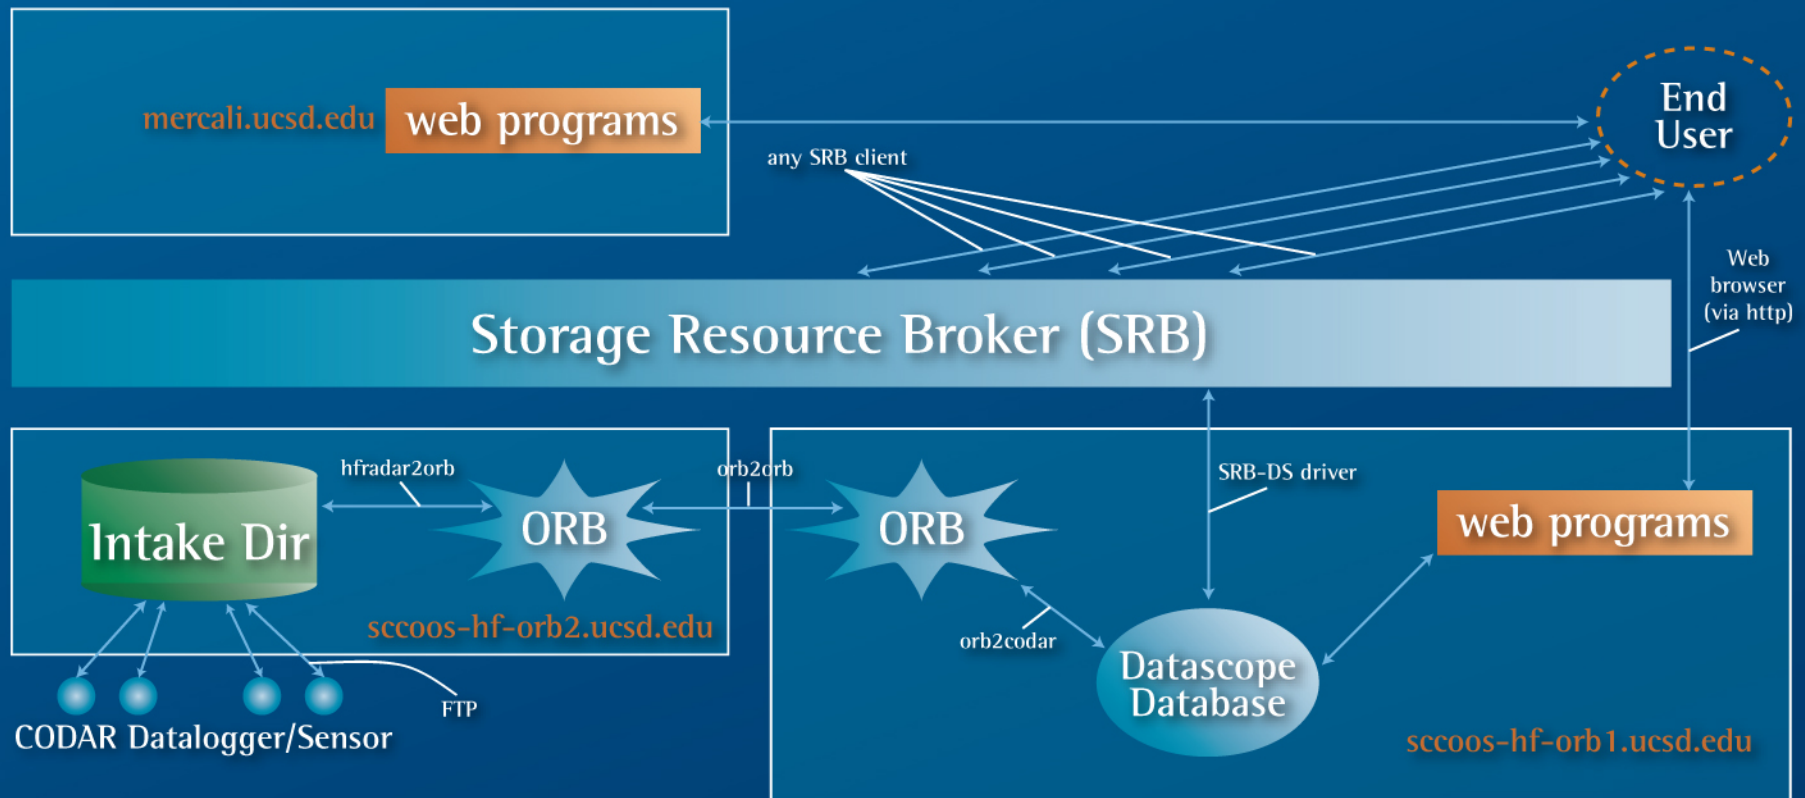 mercali.ucsd.edu
web programs
End
User
any SRB client
Web
browser
(via http)
Storage Resource Broker (SRB)
hfradar2orb
orb2orb
SRB-DS driver
Intake Dir
ORB
ORB
web programs
sccoos-hf-orb2.ucsd.edu
orb2codar
Datascope
Database
FTP
CODAR Datalogger/Sensor
sccoos-hf-orb1.ucsd.edu